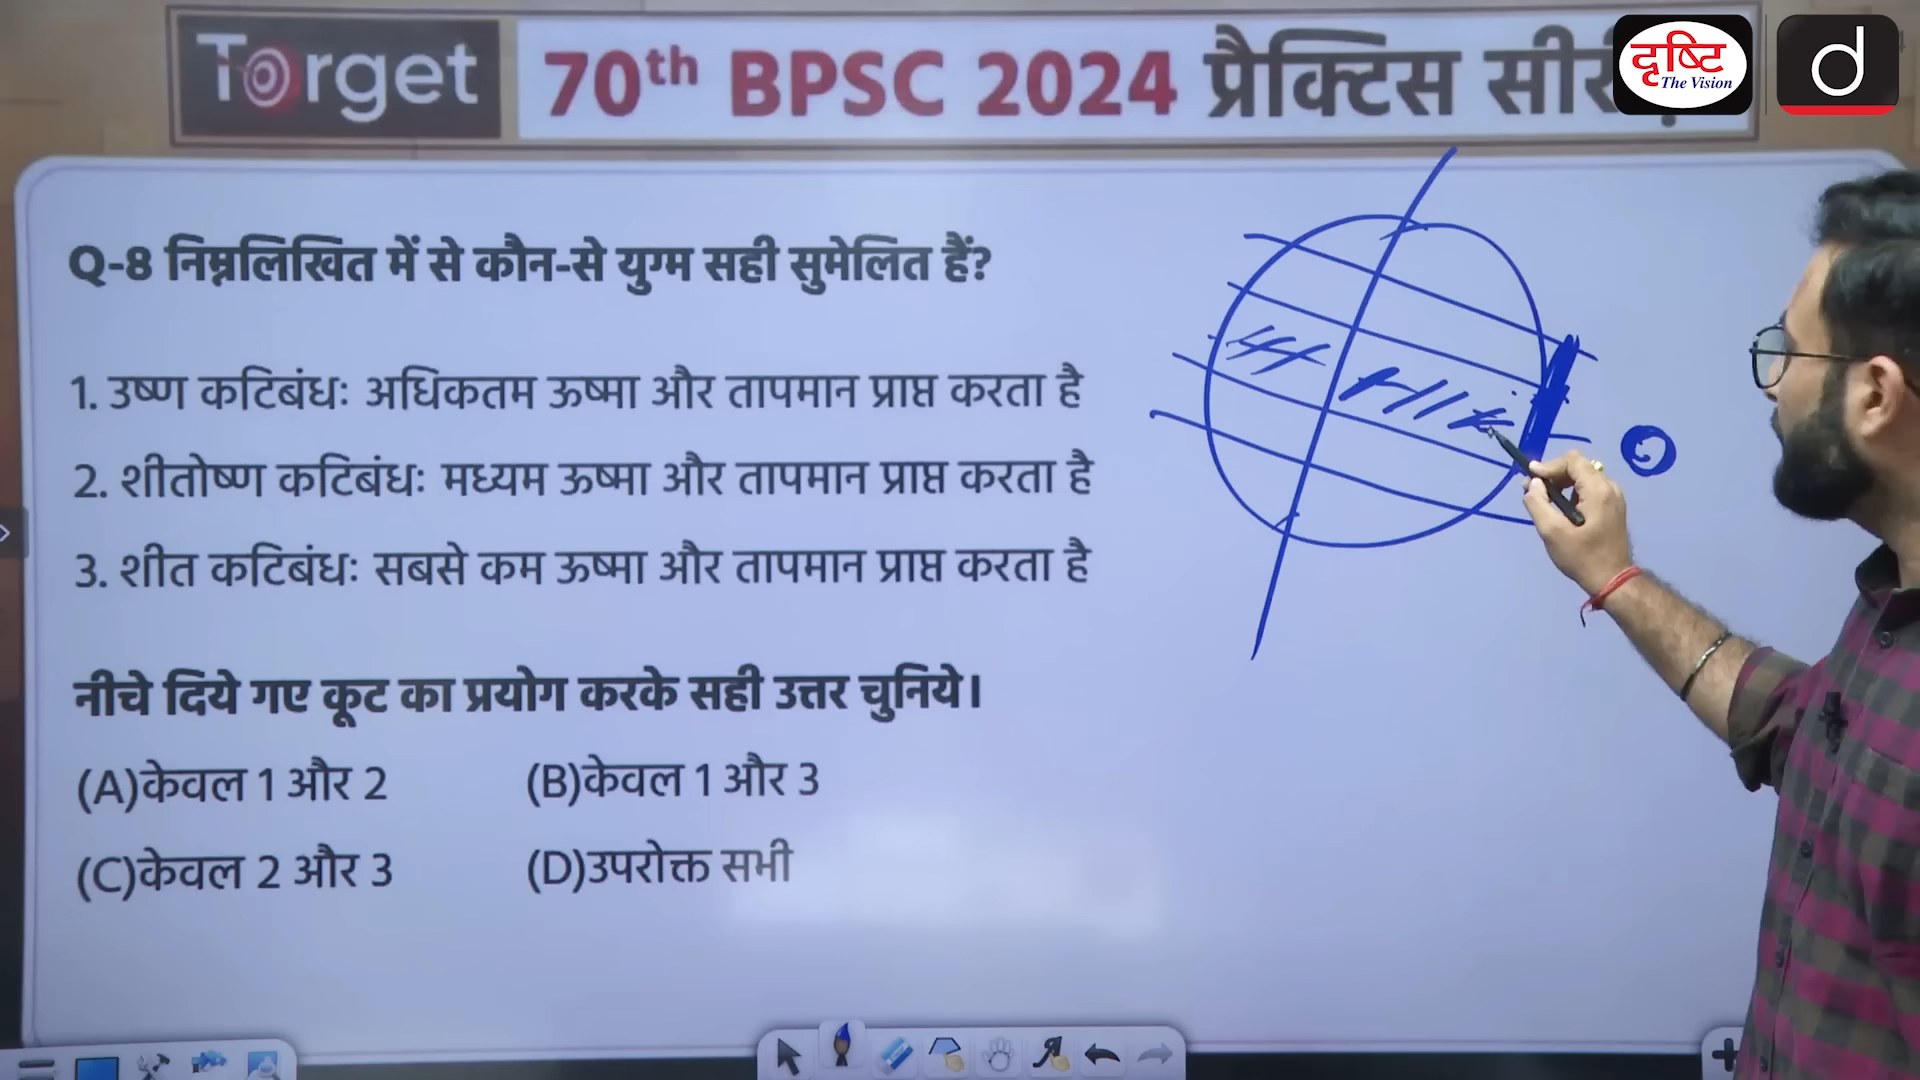 Target
70th BPSC 2024 प्रैक्टिस
दृष्टि
The Vision
d
Q-8 निम्नलिखित में से कौन-से युग्म सही सुमेलित हैं?
1. उष्ण कटिबंधः अधिकतम ऊष्मा और तापमान प्राप्त करता है
2. शीतोष्ण कटिबंधः मध्यम ऊष्मा और तापमान प्राप्त करता है
3. शीत कटिबंधः सबसे कम ऊष्मा और तापमान प्राप्त करता है
नीचे दिये गए कूट का प्रयोग करके सही उत्तर चुनिये।
(A)केवल 1 और 2 (B)केवल 1 और 3
(C)केवल 2 और 3 (D)उपरोक्त सभी